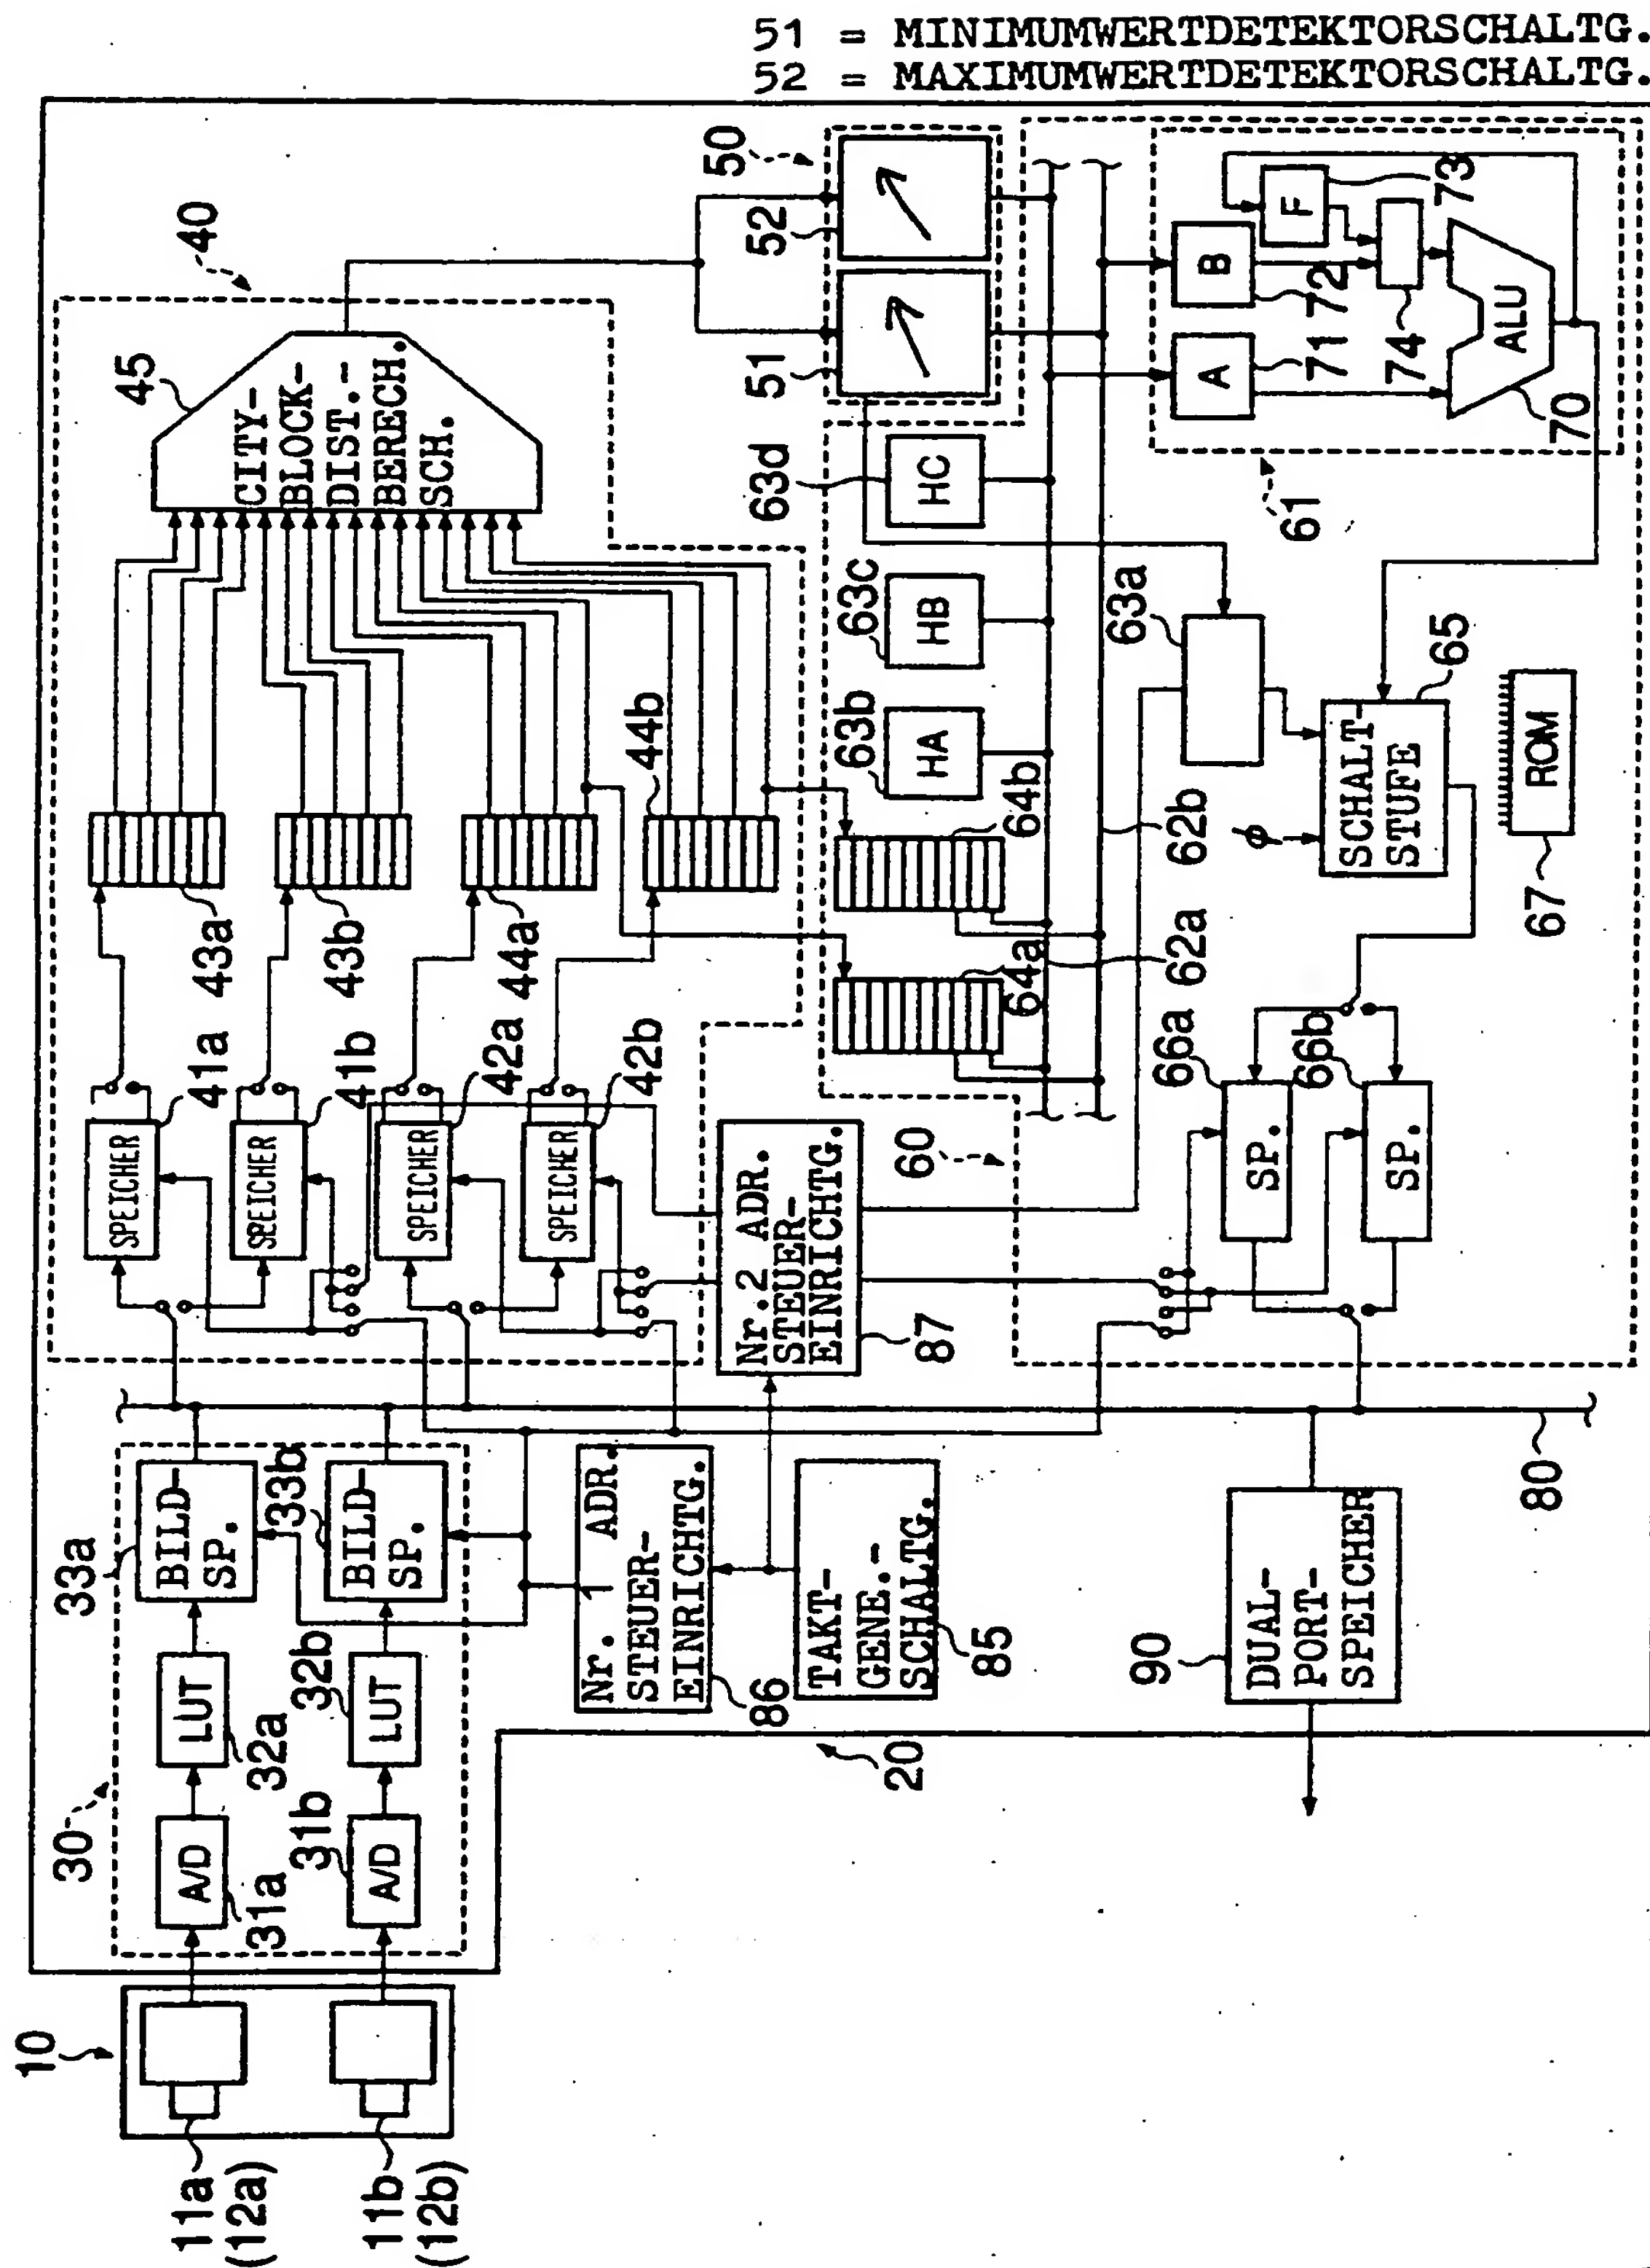 51 = MINIMUMWERTDETEKTORSCHALTG.
52 = MAXIMUMWERTDETEKTORSCHALTG.
10
11a
(12a)
11b
(12b)
20
30
A/D
31a
A/D
31b
LUT
32a
LUT
32b
BILD-
SP.
33a
BILD-
SP.
33b
40
SPEICHER
41a
SPEICHER
41b
SPEICHER
42a
SPEICHER
42b
43a
43b
44a
44b
CITY-
BLOCK-
DIST.-
BERECH.
SCH.
45
50
51
52
60
61
62a
62b
63a
HA
63b
HB
63c
HC
63d
64a
64b
SCHALT-
STUFE
65
ϕ
SP.
66a
SP.
66b
ROM
67
ALU
70
A
71
B
72
F
73
74
80
TAKT-
GENE.-
SCHALTG.
85
Nr. 1 ADR.
STEUER-
EINRICHTG.
86
Nr.2 ADR.
STEUER-
EINRICHTG.
87
DUAL-
PORT-
SPEICHER
90